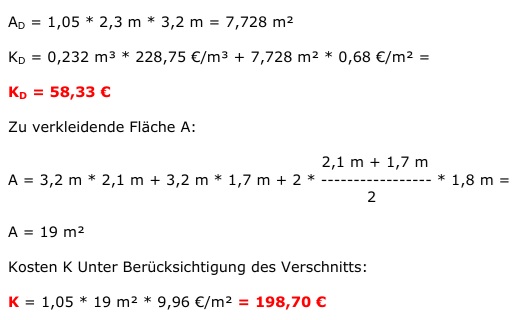 A_D = 1,05 * 2,3 m * 3,2 m = 7,728 m²
K_D = 0,232 m³ * 228,75 €/m³ + 7,728 m² * 0,68 €/m² =
K_D = 58,33 €
Zu verkleidende Fläche A:
2,1 m + 1,7 m
A = 3,2 m * 2,1 m + 3,2 m * 1,7 m + 2 * ----------------- * 1,8 m =
2
A = 19 m²
Kosten K Unter Berücksichtigung des Verschnitts:
K = 1,05 * 19 m² * 9,96 €/m² = 198,70 €